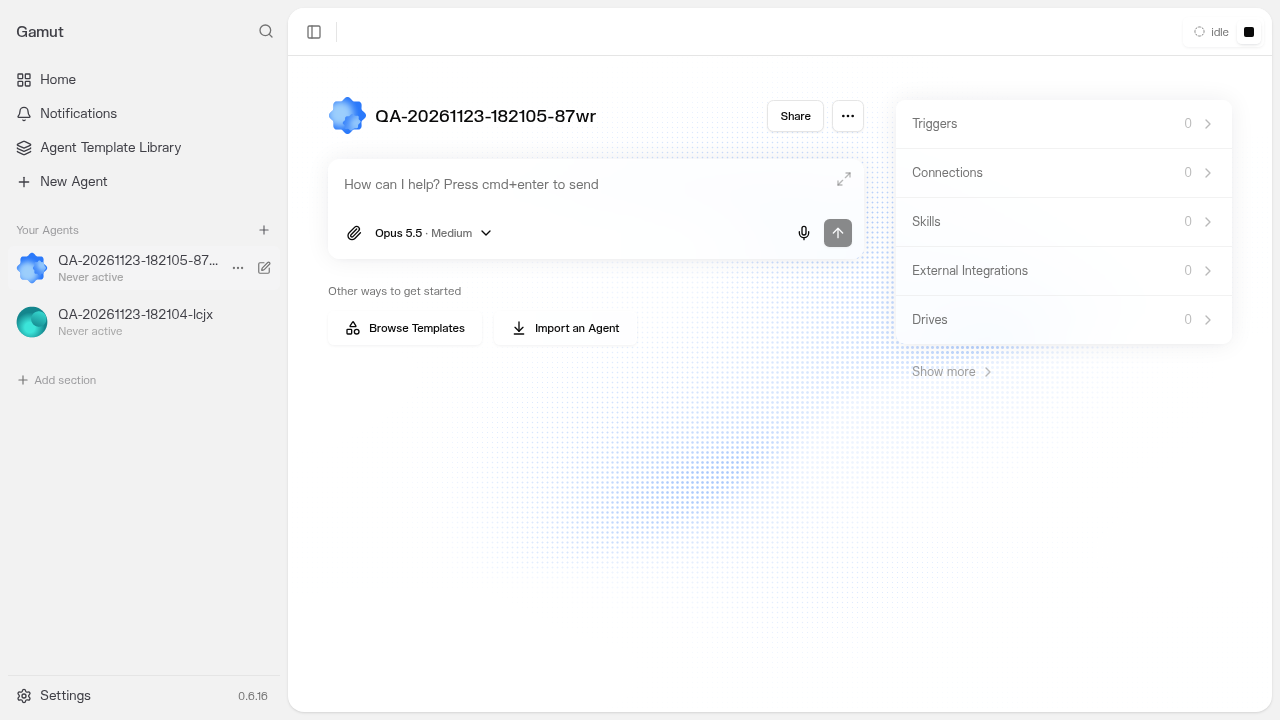 Gamut
Home
Notifications
Agent Template Library
New Agent
Your Agents
QA-20261123-182105-87...
Never active
QA-20261123-182104-lcjx
Never active
Add section
Settings
0.6.16
idle
QA-20261123-182105-87wr
Share
How can I help? Press cmd+enter to send
Opus 5.5 · Medium
Other ways to get started
Browse Templates
Import an Agent
Triggers 0
Connections 0
Skills 0
External Integrations 0
Drives 0
Show more